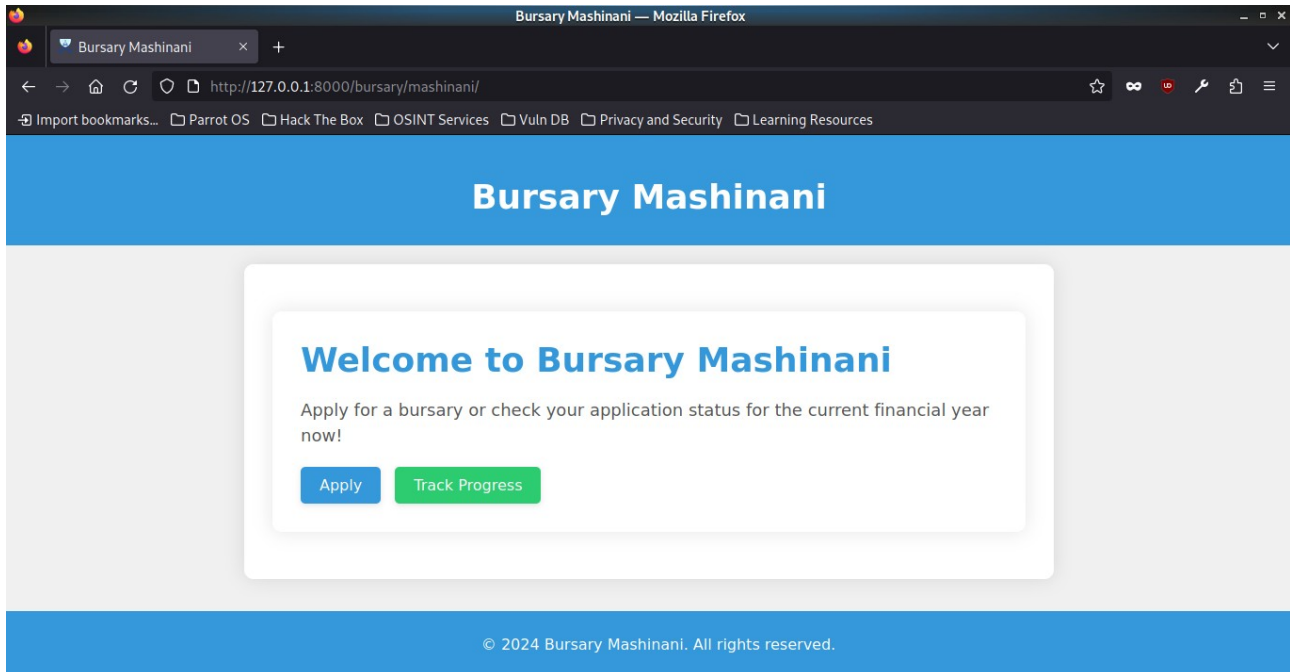 Bursary Mashinani — Mozilla Firefox
Bursary Mashinani
http://127.0.0.1:8000/bursary/mashinani/
Import bookmarks... Parrot OS Hack The Box OSINT Services Vuln DB Privacy and Security Learning Resources
Bursary Mashinani
Welcome to Bursary Mashinani
Apply for a bursary or check your application status for the current financial year
now!
Apply Track Progress
© 2024 Bursary Mashinani. All rights reserved.